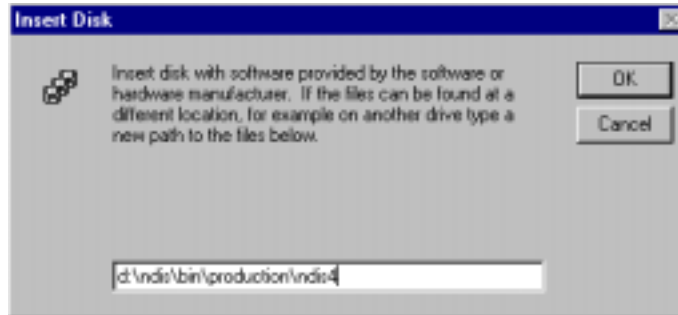 Insert Disk
Insert disk with software provided by the software or
hardware manufacturer. If the files can be found at a
different location, for example on another drive type a
new path to the files below.
OK
Cancel
d:\ndis\bin\production\ndis4